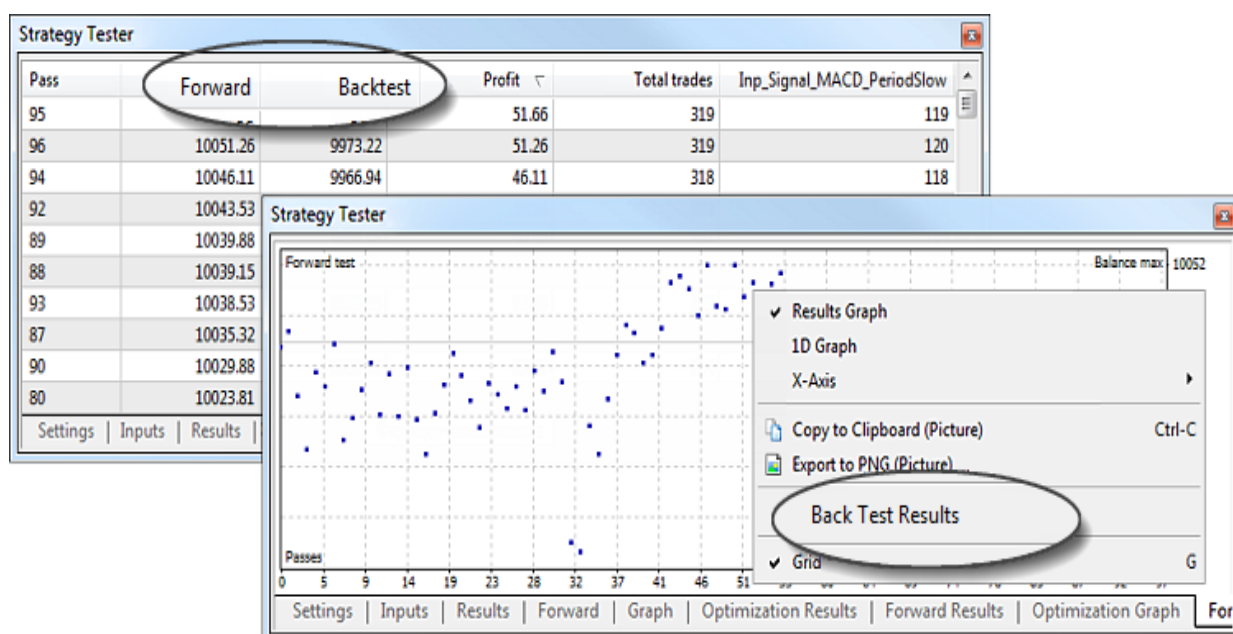 Strategy Tester
Pass Forward Backtest Profit Total trades Inp_Signal_MACD_PeriodSlow
95 51.66 319 119
96 10051.26 9973.22 51.26 319 120
94 10046.11 9966.94 46.11 318 118
92 10043.53
89 10039.88
88 10039.15
93 10038.53
87 10035.32
90 10029.88
80 10023.81
Settings | Inputs | Results |
Strategy Tester
Forward test Balance max 10052
Results Graph
1D Graph
X-Axis
Copy to Clipboard (Picture) Ctrl-C
Export to PNG (Picture)...
Back Test Results
Grid G
Passes
0 5 9 14 19 23 28 32 37 41 46 51
Settings | Inputs | Results | Forward | Graph | Optimization Results | Forward Results | Optimization Graph | For